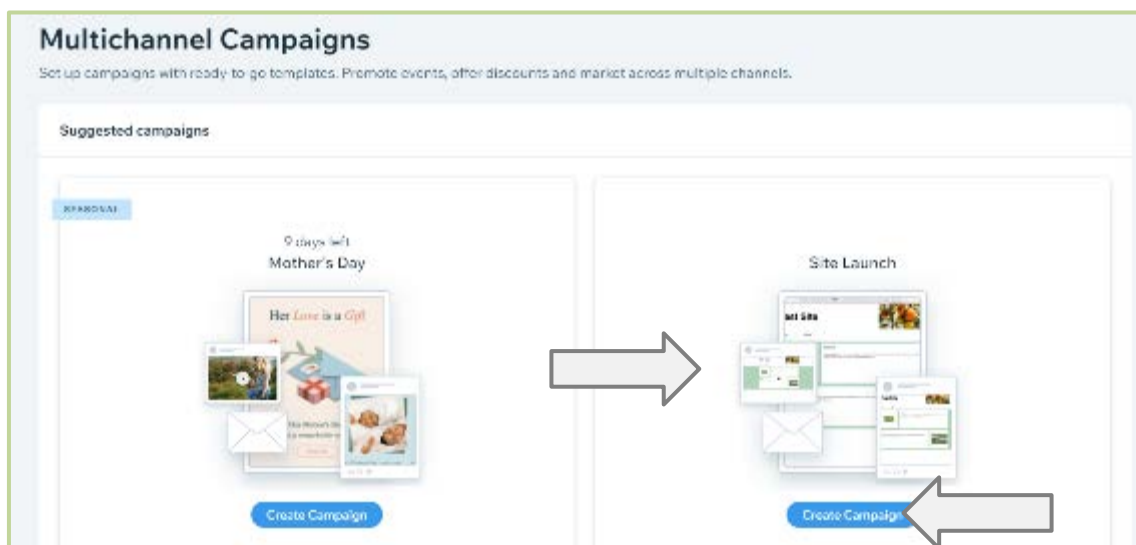 Multichannel Campaigns
Set up campaigns with ready-to-go templates. Promote events, offer discounts and market across multiple channels.
Suggested campaigns
SEASONAL
9 days left
Mother's Day
Site Launch
Her Love is a Gift
Site
Create Campaign
Create Campaign